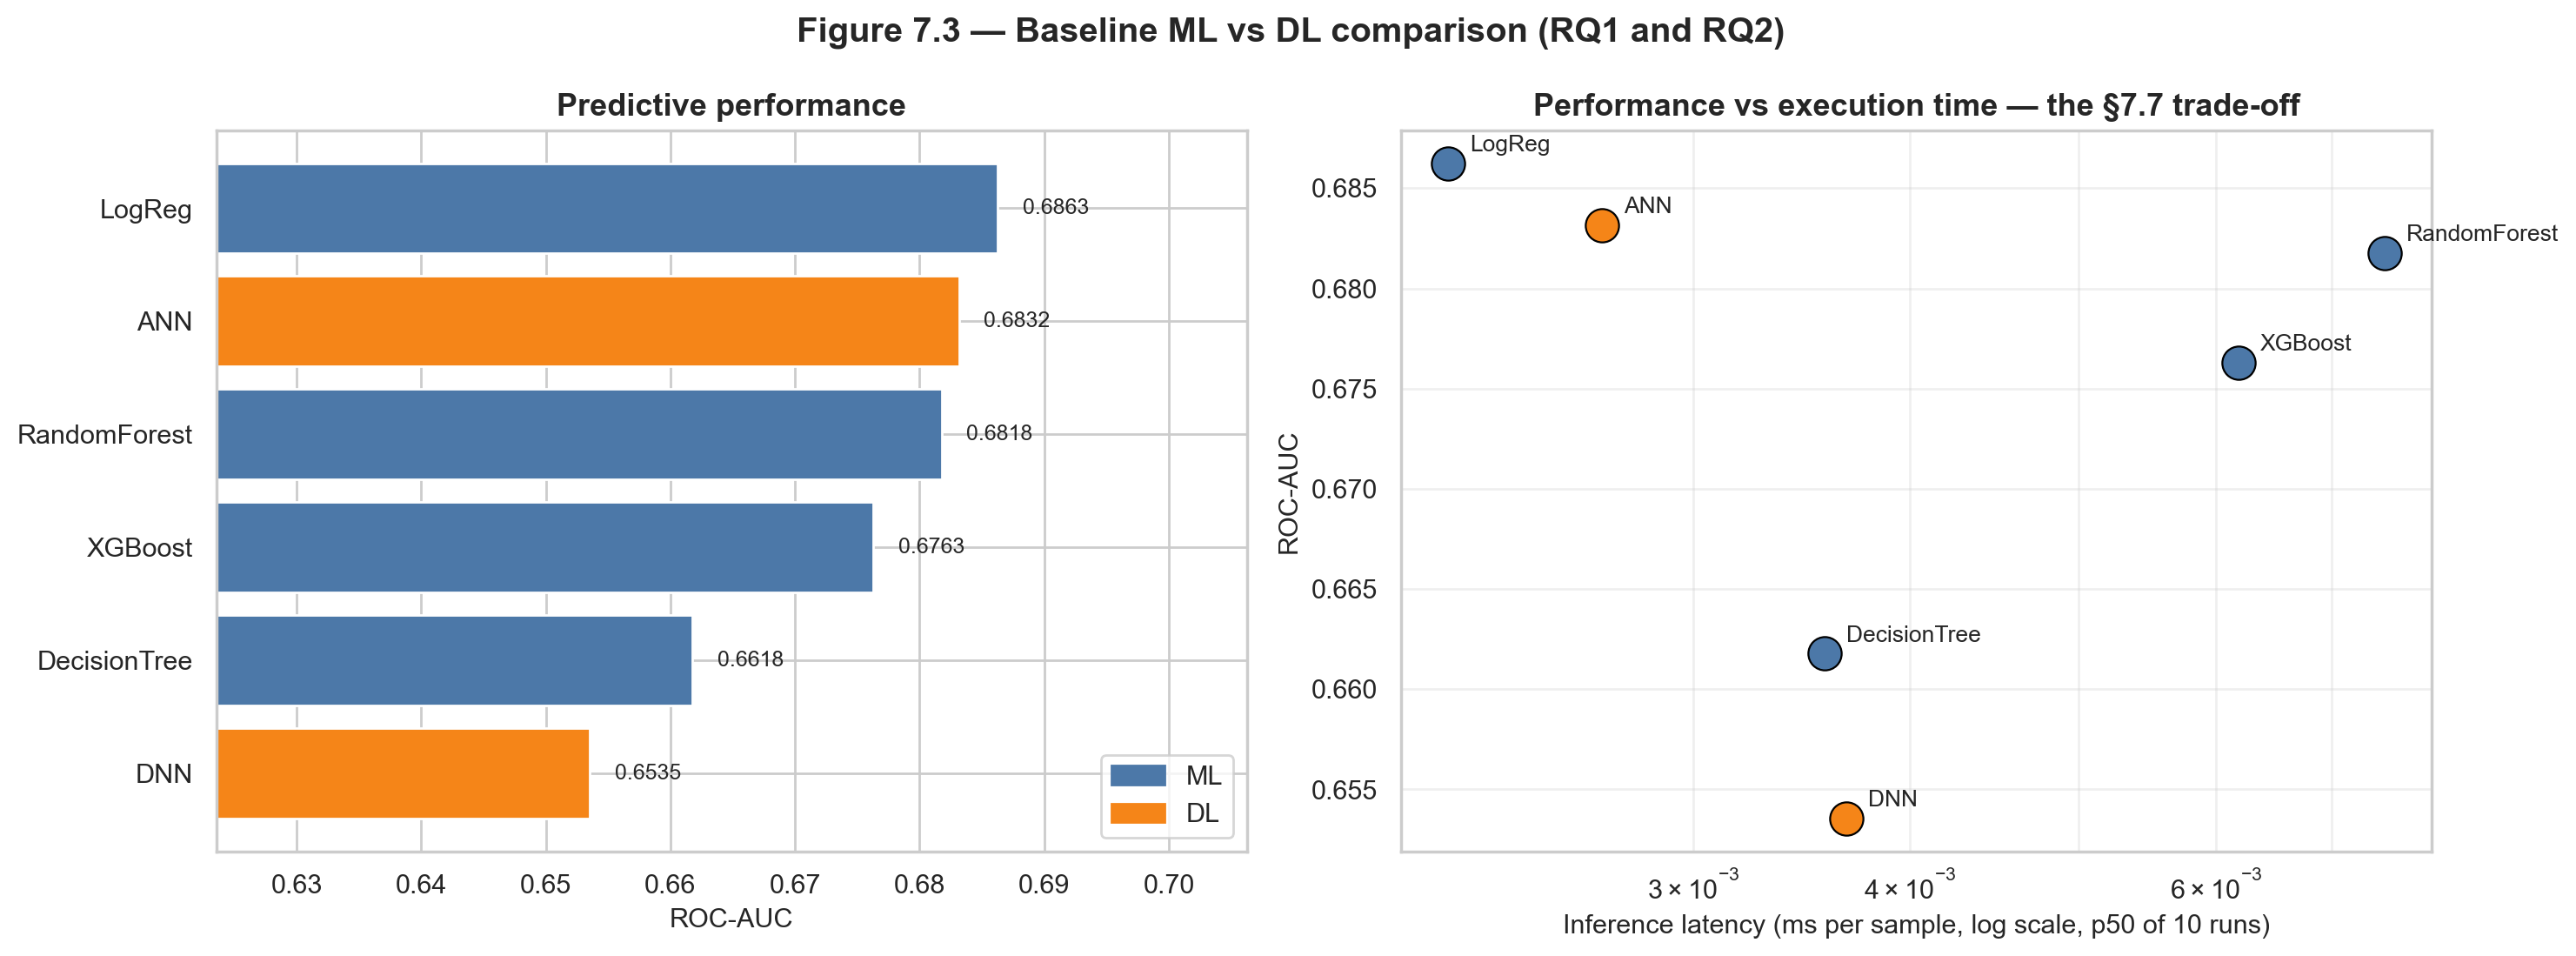 Figure 7.3 — Baseline ML vs DL comparison (RQ1 and RQ2)
Predictive performance
LogReg
ANN
RandomForest
XGBoost
DecisionTree
DNN
0.6863
0.6832
0.6818
0.6763
0.6618
0.6535
ML
DL
0.63 0.64 0.65 0.66 0.67 0.68 0.69 0.70
ROC-AUC
Performance vs execution time — the §7.7 trade-off
ROC-AUC
0.685
0.680
0.675
0.670
0.665
0.660
0.655
LogReg
ANN
RandomForest
XGBoost
DecisionTree
DNN
3 × 10⁻³ 4 × 10⁻³ 6 × 10⁻³
Inference latency (ms per sample, log scale, p50 of 10 runs)